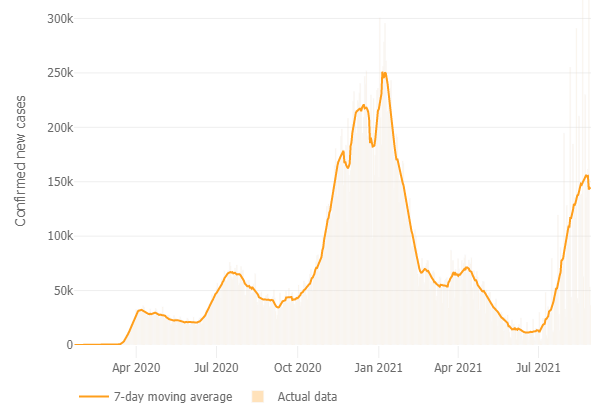 300k
250k
200k
150k
100k
50k
0
Confirmed new cases
Apr 2020 Jul 2020 Oct 2020 Jan 2021 Apr 2021 Jul 2021
7-day moving average Actual data